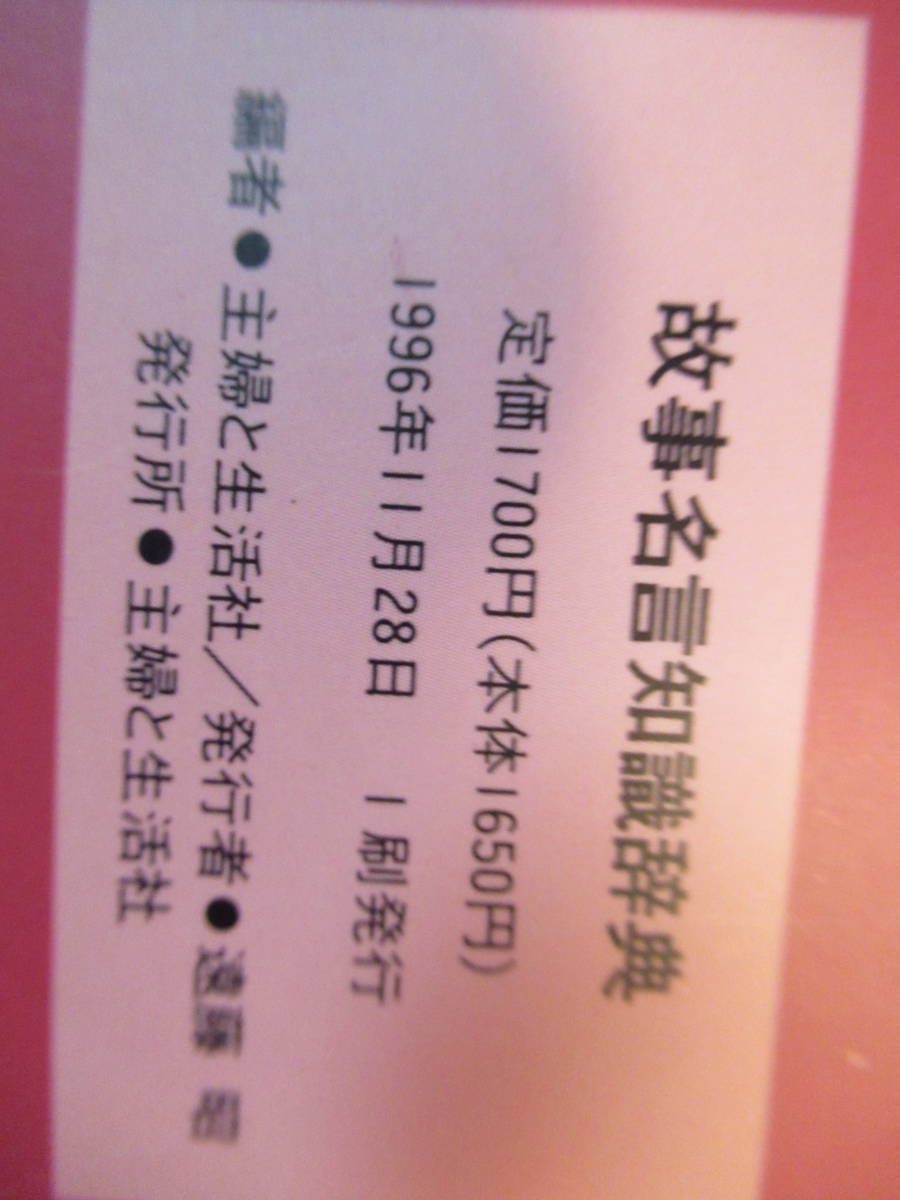 故事名言知識辞典
定価1700円(本体1650円)
1996年11月28日 1刷発行
編者●主婦と生活社/発行者●遠藤 昭
発行所●主婦と生活社